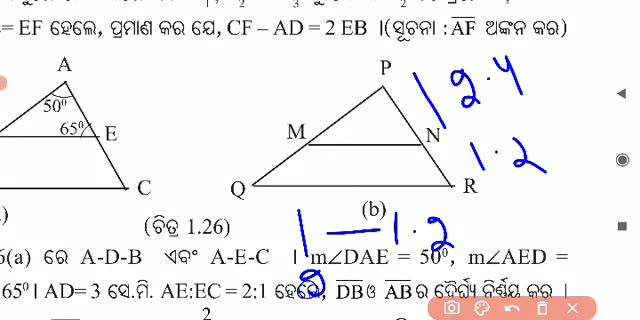 = EF ହେଲେ, ପ୍ରମାଣ କର ଯେ, CF – AD = 2 EB ।(ସୂଚନା : AF ଅଙ୍କନ କର)
A
50⁰
65⁰ E
C
P
M N
Q R
2.4
1.2
(ଚିତ୍ର 1.26) (b)
1 — 1.2
6(a) ରେ A-D-B ଏବଂ A-E-C । m∠DAE = 50⁰, m∠AED =
65⁰। AD=3 ସେ.ମି. AE:EC = 2:1 ହେଲେ, DB ଓ AB ର ଦୈର୍ଘ୍ୟ ନିର୍ଣ୍ଣୟ କର ।
2